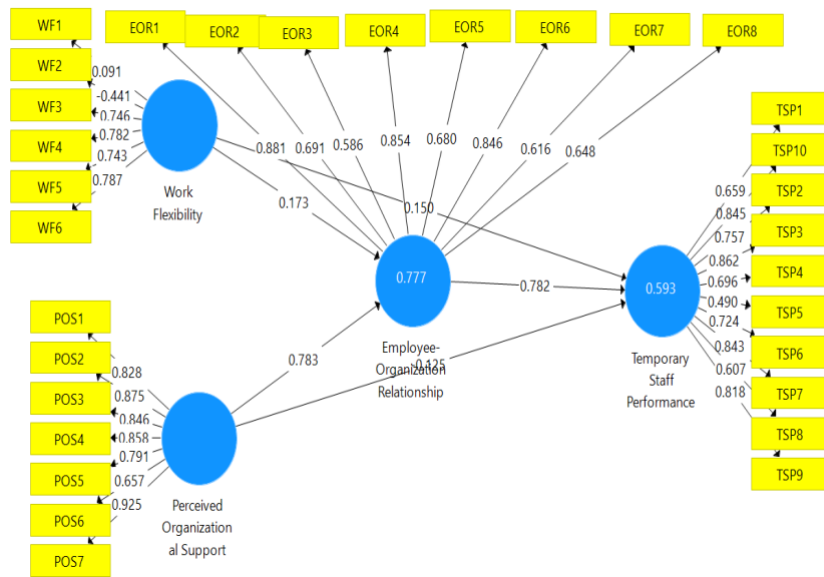 WF1
WF2
WF3
WF4
WF5
WF6
0.091
-0.441
0.746
0.782
0.743
0.787
Work
Flexibility
EOR1
EOR2
EOR3
EOR4
EOR5
EOR6
EOR7
EOR8
0.881
0.691
0.586
0.854
0.680
0.846
0.616
0.648
0.173
0.150
0.777
Employee-
Organization
Relationship
0.782
0.783
0.125
POS1
POS2
POS3
POS4
POS5
POS6
POS7
0.828
0.875
0.846
0.858
0.791
0.657
0.925
Perceived
Organization
al Support
0.593
Temporary
Staff
Performance
0.659
0.845
0.757
0.862
0.696
0.490
0.724
0.843
0.607
0.818
TSP1
TSP10
TSP2
TSP3
TSP4
TSP5
TSP6
TSP7
TSP8
TSP9